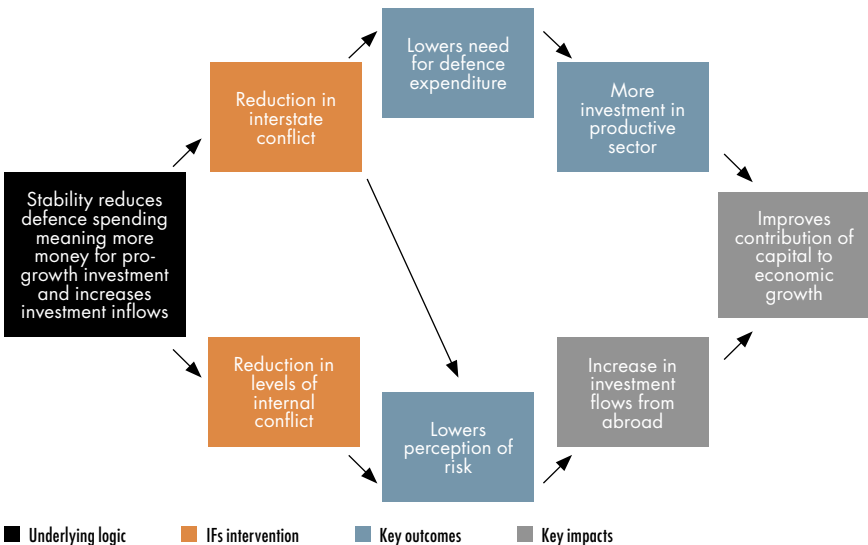 Stability reduces
defence spending
meaning more
money for pro-
growth investment
and increases
investment inflows
Reduction in
interstate
conflict
Lowers need
for defence
expenditure
More
investment in
productive
sector
Reduction in
levels of
internal
conflict
Lowers
perception of
risk
Increase in
investment
flows from
abroad
Improves
contribution of
capital to
economic
growth
Underlying logic
IFs intervention
Key outcomes
Key impacts